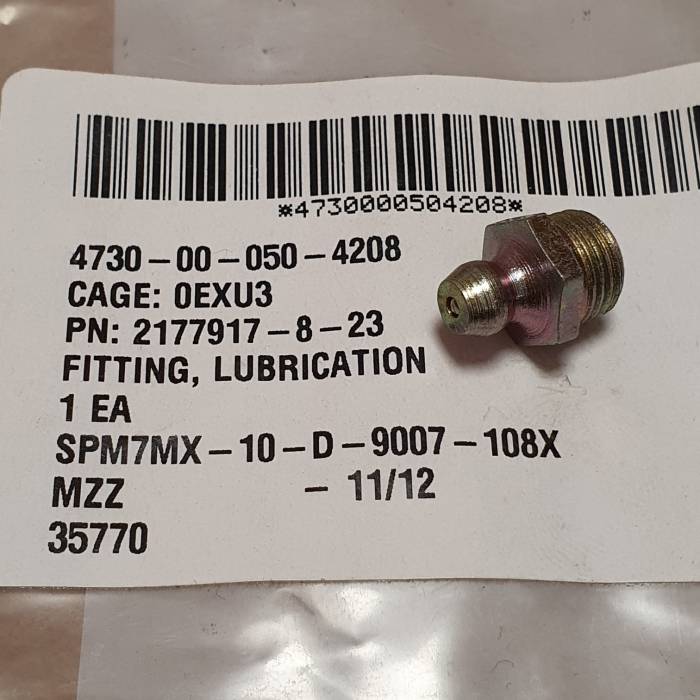 *4730000504208*
4730-00-050-4208
CAGE: 0EXU3
PN: 2177917-8-23
FITTING, LUBRICATION
1 EA
SPM7MX-10-D-9007-108X
MZZ - 11/12
35770